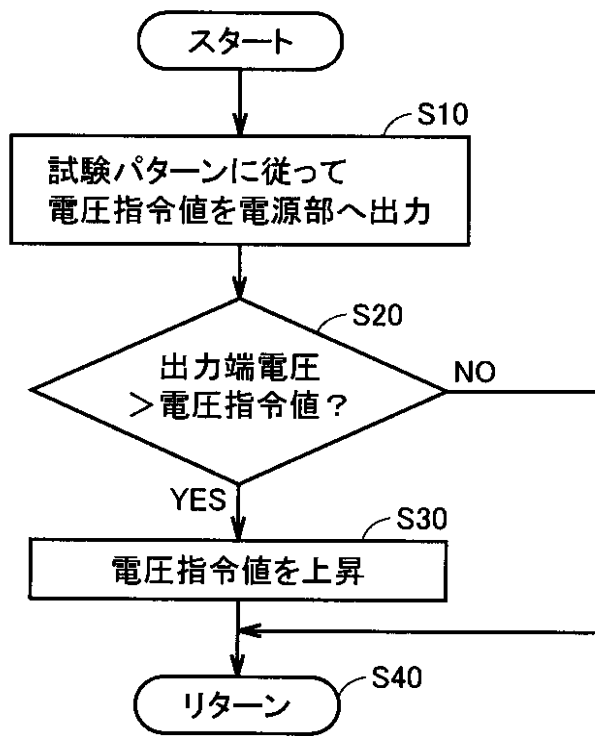 スタート
S10
試験パターンに従って
電圧指令値を電源部へ出力
S20
出力端電圧
＞電圧指令値？
NO
YES
S30
電圧指令値を上昇
S40
リターン